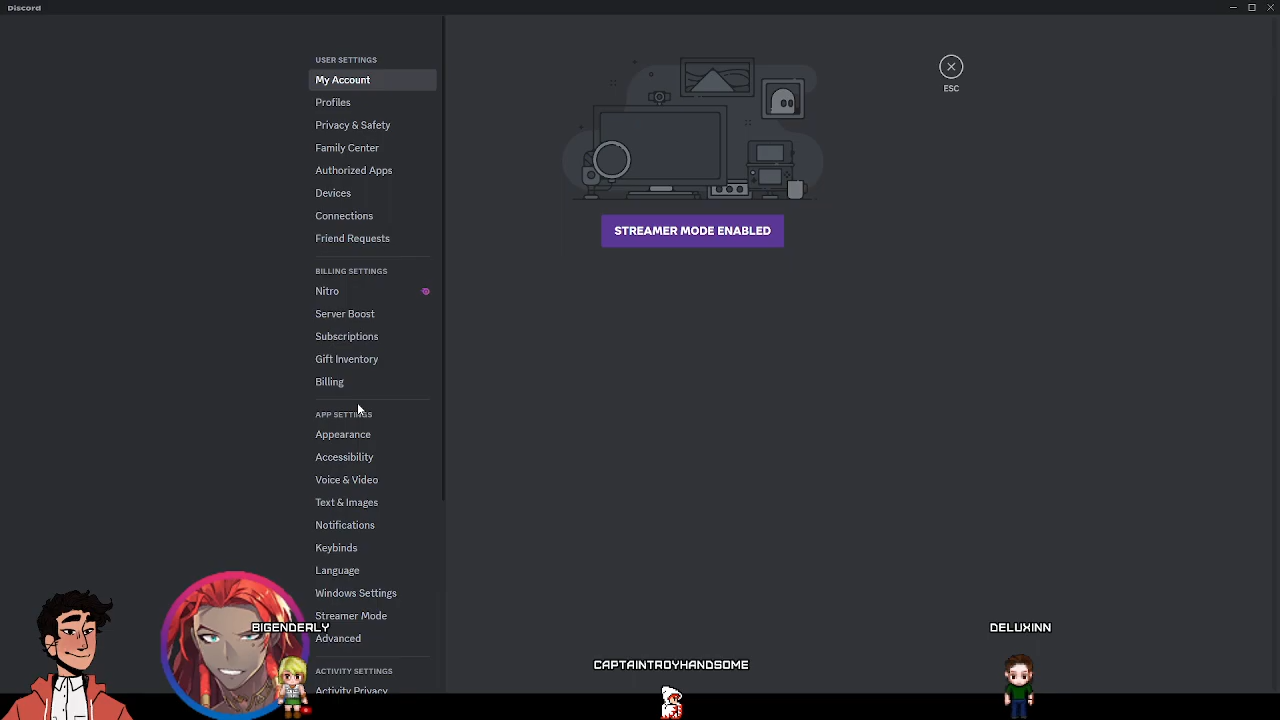 Discord
USER SETTINGS
My Account
Profiles
Privacy & Safety
Family Center
Authorized Apps
Devices
Connections
Friend Requests
BILLING SETTINGS
Nitro
Server Boost
Subscriptions
Gift Inventory
Billing
APP SETTINGS
Appearance
Accessibility
Voice & Video
Text & Images
Notifications
Keybinds
Language
Windows Settings
Streamer Mode
Advanced
ACTIVITY SETTINGS
Activity Privacy
ESC
STREAMER MODE ENABLED
BIGENDERLY
CAPTAINTROYHANDSOME
DELUXINN